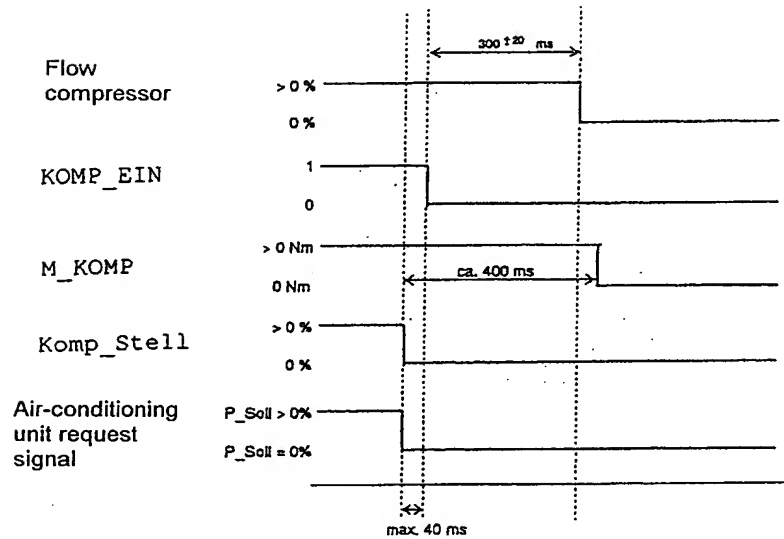 300 ±20 ms
Flow
compressor
> 0 %
0 %
KOMP_EIN
1
0
M_KOMP
> 0 Nm
0 Nm
ca. 400 ms
Komp_Stell
> 0 %
0 %
Air-conditioning
unit request
signal
P_Soll > 0%
P_Soll = 0%
max. 40 ms